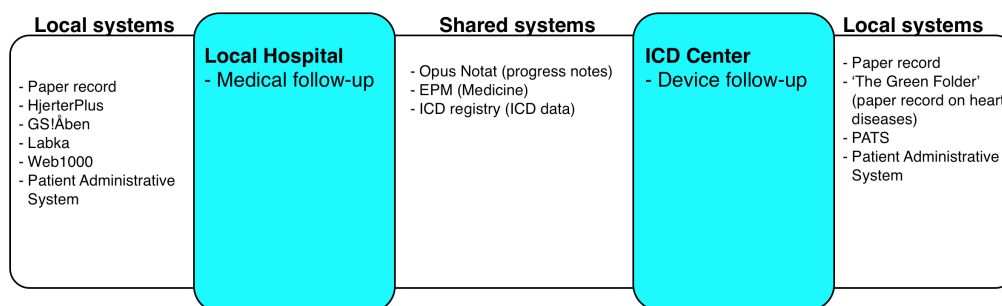 Local systems
- Paper record
- HjerterPlus
- GS!Åben
- Labka
- Web1000
- Patient Administrative
System
Local Hospital
- Medical follow-up
Shared systems
- Opus Notat (progress notes)
- EPM (Medicine)
- ICD registry (ICD data)
ICD Center
- Device follow-up
Local systems
- Paper record
- ‘The Green Folder’
(paper record on heart
diseases)
- PATS
- Patient Administrative
System